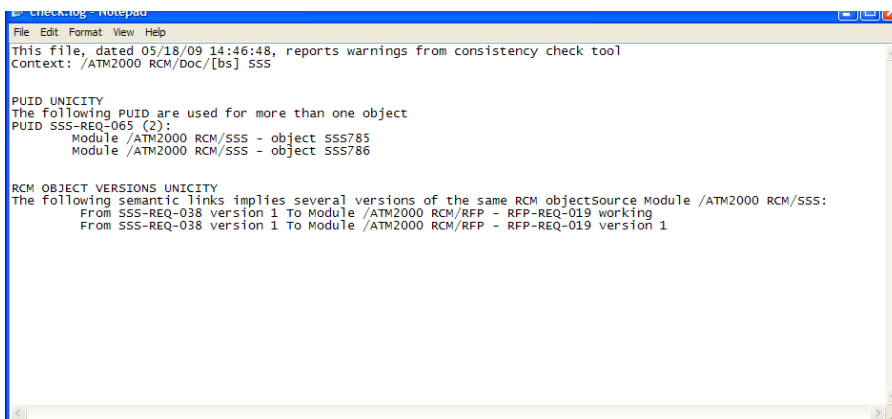 check.log - Notepad
File Edit Format View Help
This file, dated 05/18/09 14:46:48, reports warnings from consistency check tool
Context: /ATM2000 RCM/Doc/[bs] SSS
PUID UNICITY
The following PUID are used for more than one object
PUID SSS-REQ-065 (2):
Module /ATM2000 RCM/SSS - object SSS785
Module /ATM2000 RCM/SSS - object SSS786
RCM OBJECT VERSIONS UNICITY
The following semantic links implies several versions of the same RCM objectSource Module /ATM2000 RCM/SSS:
From SSS-REQ-038 version 1 To Module /ATM2000 RCM/RFP - RFP-REQ-019 working
From SSS-REQ-038 version 1 To Module /ATM2000 RCM/RFP - RFP-REQ-019 version 1